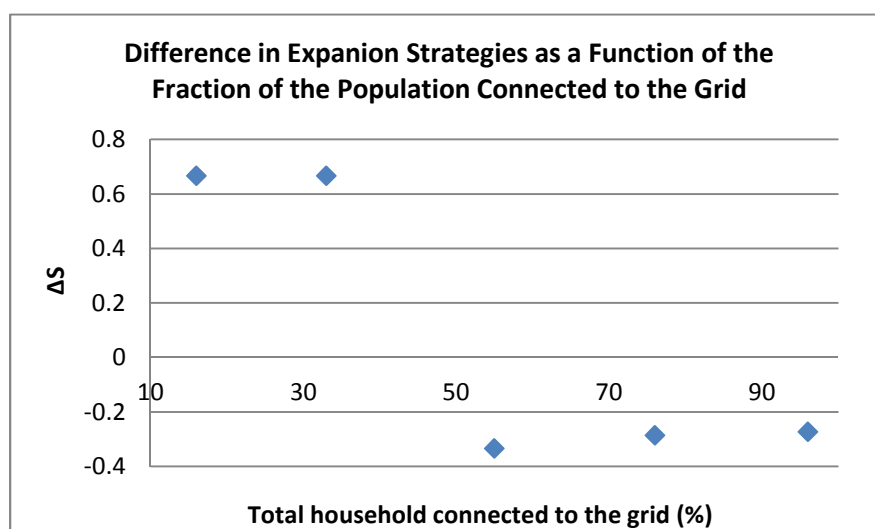 Difference in Expanion Strategies as a Function of the
Fraction of the Population Connected to the Grid
0.8
0.6
0.4
0.2
0
-0.2
-0.4
10 30 50 70 90
ΔS
Total household connected to the grid (%)